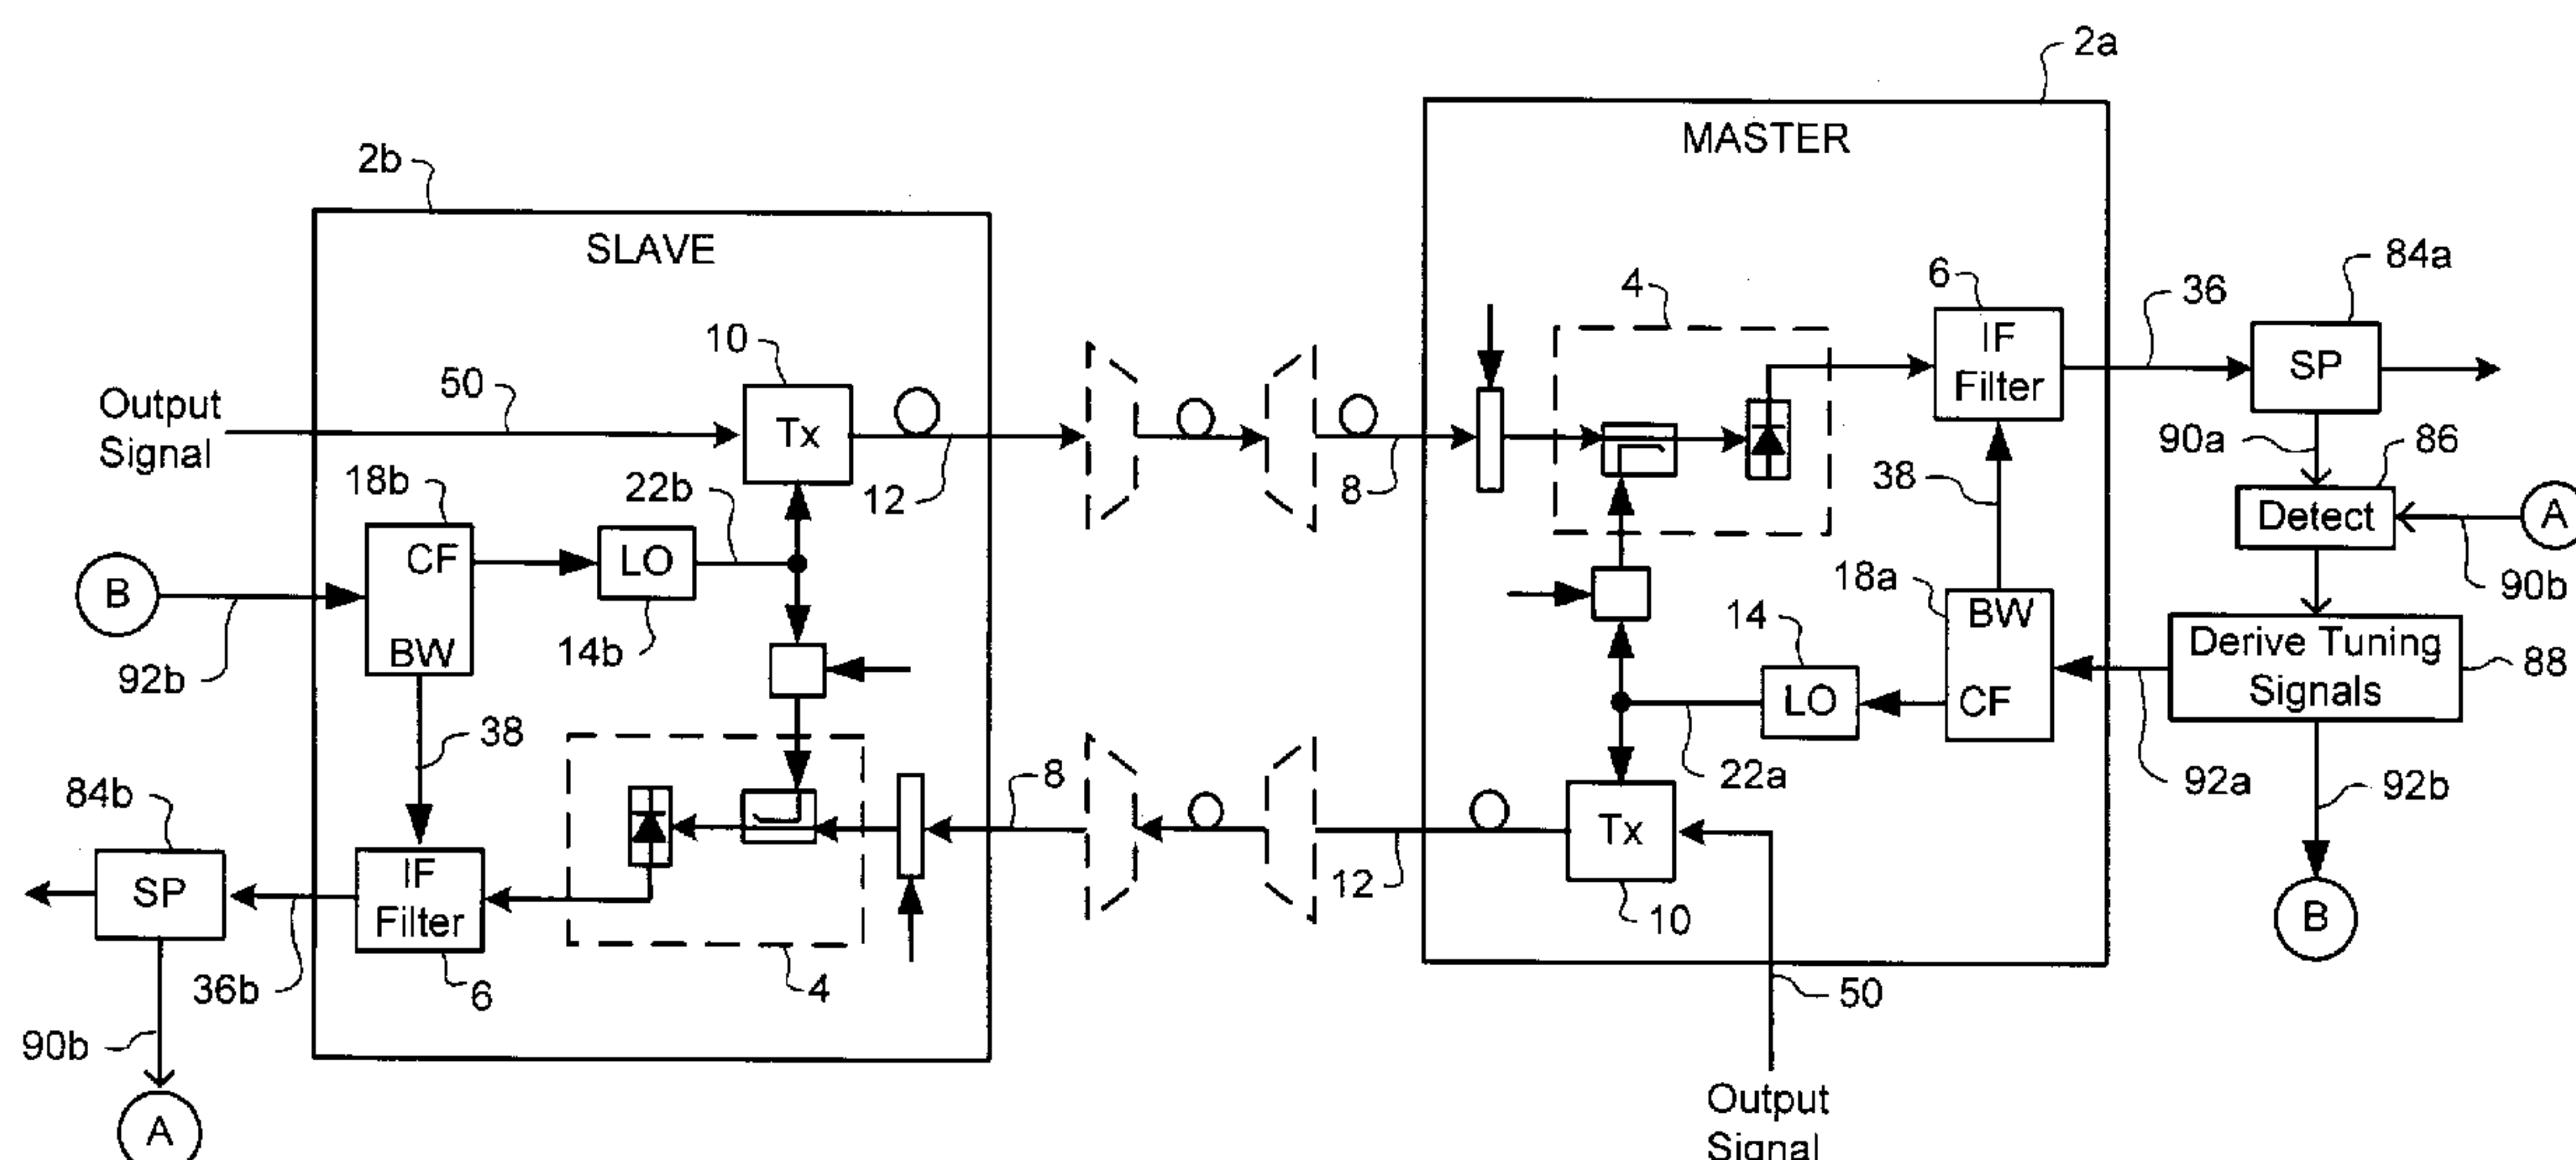 2a
MASTER
2b
SLAVE
84a
6
36
4
IF
Filter
SP
10
50
Output
Signal
Tx
12
8
90a
86
38
Detect
A
90b
18b
22b
CF
LO
BW
B
92b
14b
18a
BW
CF
14
LO
22a
Derive Tuning
Signals
88
92a
92b
B
38
84b
SP
IF
Filter
36b
6
4
8
12
Tx
10
50
90b
A
Output
Signal